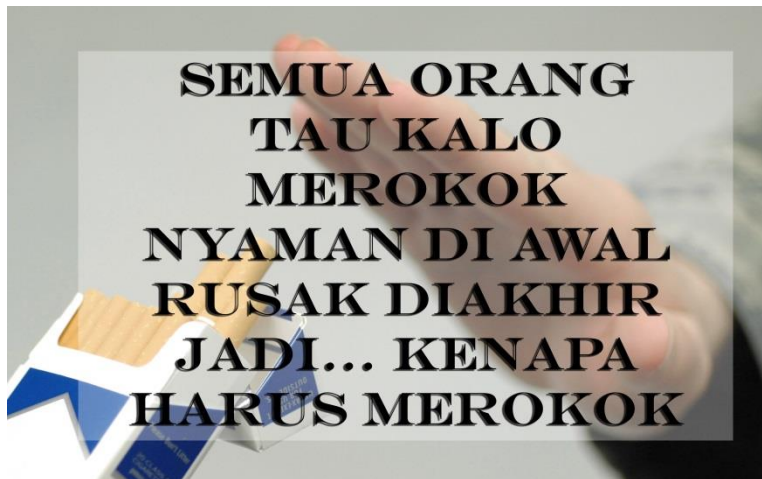 SEMUA ORANG
TAU KALO
MEROKOK
NYAMAN DI AWAL
RUSAK DIAKHIR
JADI... KENAPA
HARUS MEROKOK